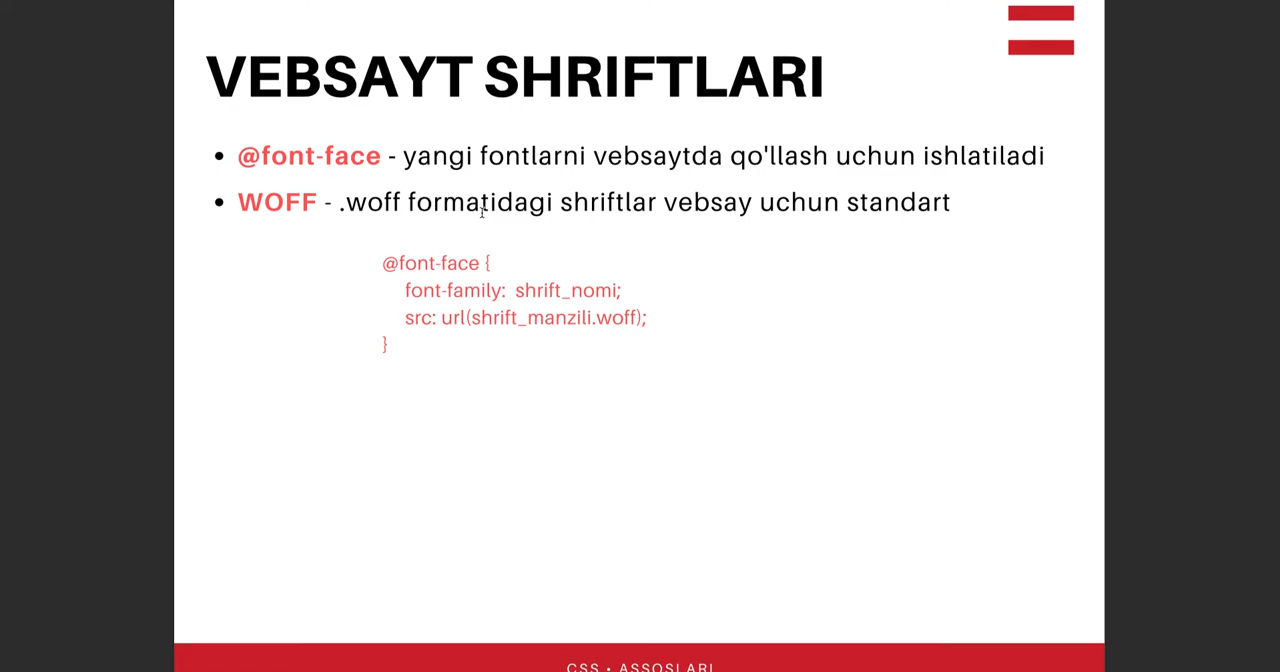 VEBSAYT SHRIFTLARI
• @font-face - yangi fontlarni vebsaytda qo'llash uchun ishlatiladi
• WOFF - .woff formatidagi shriftlar vebsay uchun standart
@font-face {
font-family: shrift_nomi;
src: url(shrift_manzili.woff);
}
CSS • ASSOSLARI